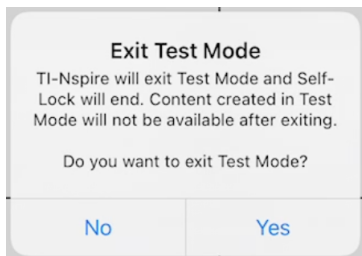 Exit Test Mode
TI-Nspire will exit Test Mode and Self-
Lock will end. Content created in Test
Mode will not be available after exiting.
Do you want to exit Test Mode?
No
Yes